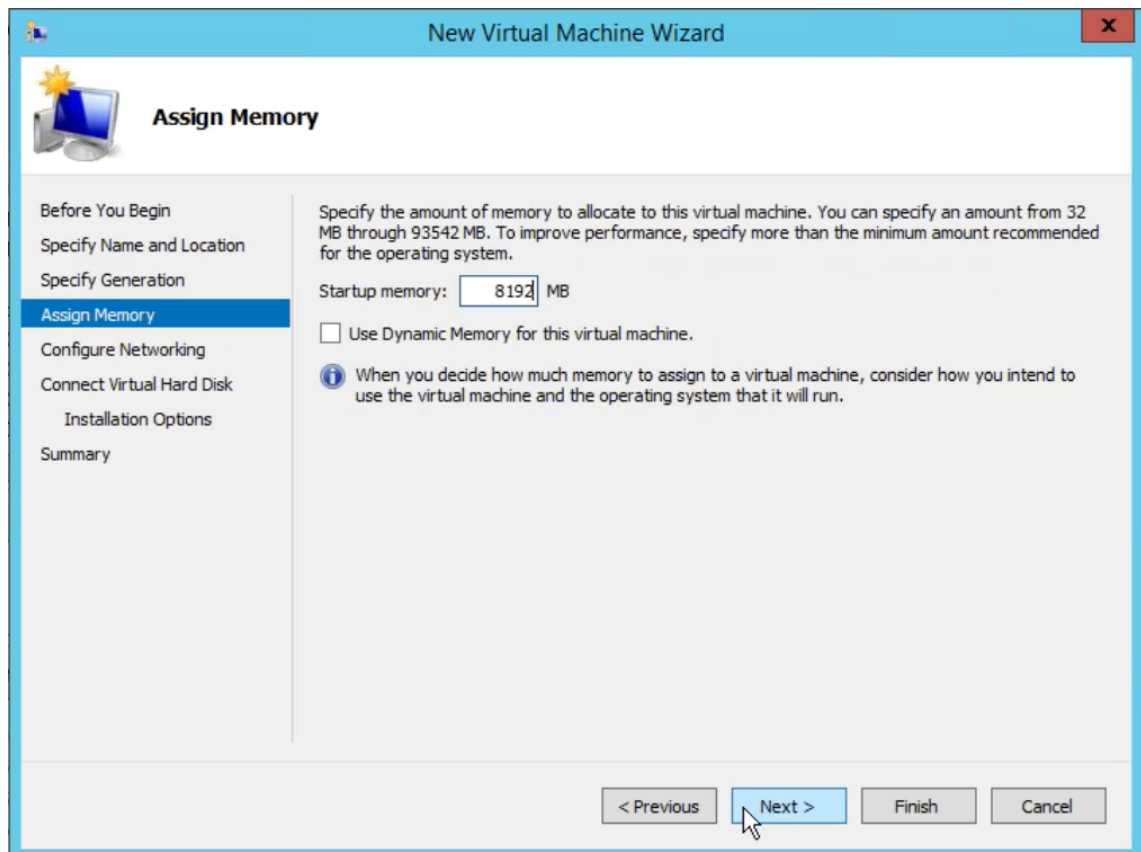 New Virtual Machine Wizard
X
Assign Memory
Before You Begin
Specify Name and Location
Specify Generation
Assign Memory
Configure Networking
Connect Virtual Hard Disk
Installation Options
Summary
Specify the amount of memory to allocate to this virtual machine. You can specify an amount from 32
MB through 93542 MB. To improve performance, specify more than the minimum amount recommended
for the operating system.
Startup memory: 8192 MB
Use Dynamic Memory for this virtual machine.
When you decide how much memory to assign to a virtual machine, consider how you intend to
use the virtual machine and the operating system that it will run.
< Previous Next > Finish Cancel